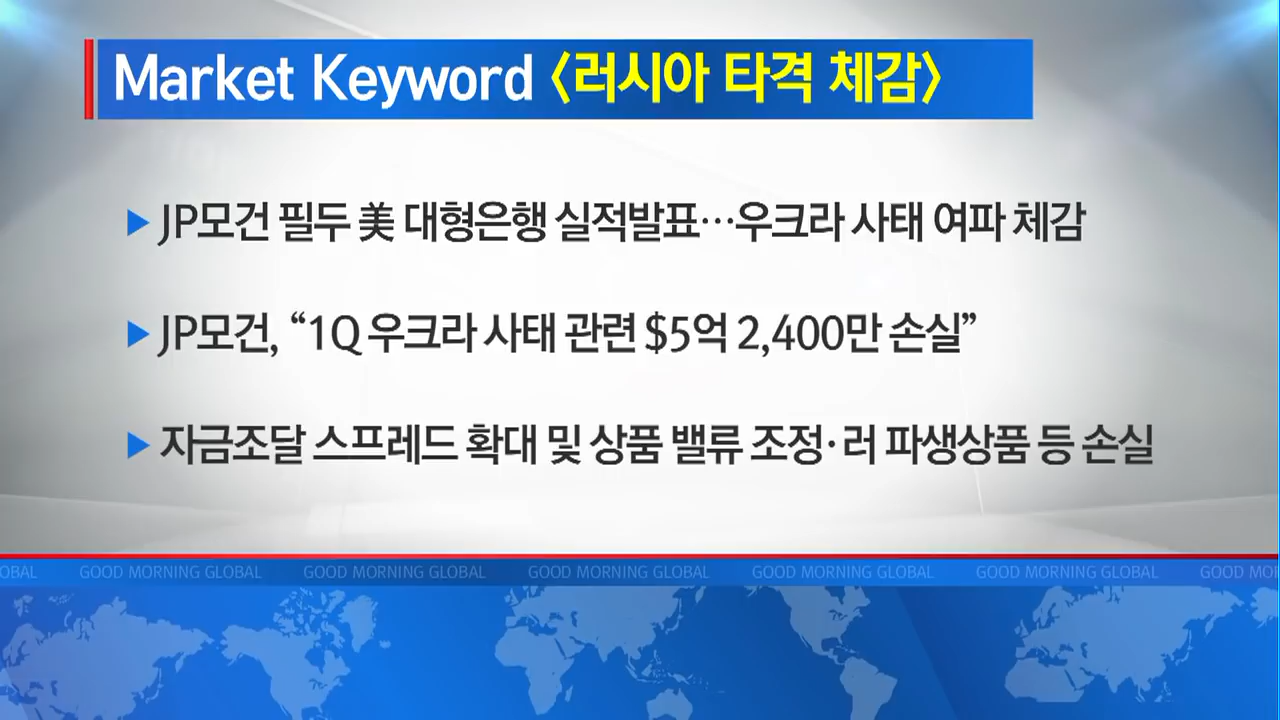 Market Keyword <러시아 타격 체감>
▶ JP모건 필두 美 대형은행 실적발표…우크라 사태 여파 체감
▶ JP모건, “1Q 우크라 사태 관련 $5억 2,400만 손실”
▶ 자금조달 스프레드 확대 및 상품 밸류 조정·러 파생상품 등 손실
OBAL GOOD MORNING GLOBAL GOOD MORNING GLOBAL GOOD MORNING GLOBAL GOOD MORNING GLOBAL GOOD MORNING GLOBAL GOOD MOR